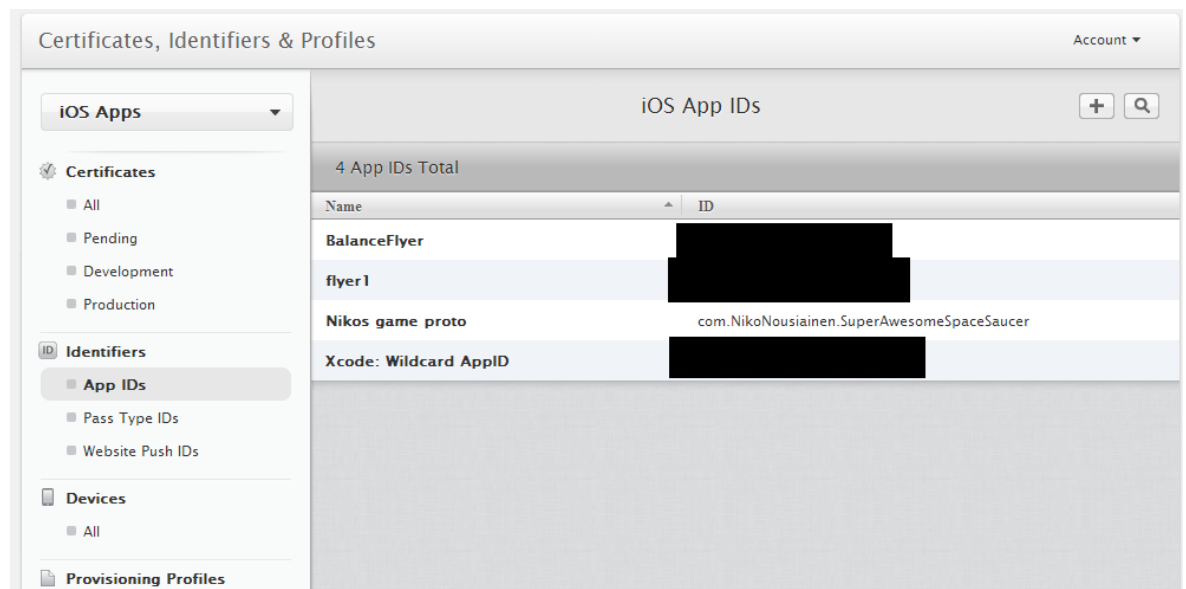 Certificates, Identifiers & Profiles
Account
iOS Apps
Certificates
All
Pending
Development
Production
ID Identifiers
App IDs
Pass Type IDs
Website Push IDs
Devices
All
Provisioning Profiles
iOS App IDs
4 App IDs Total
Name ID
BalanceFlyer
flyer1
Nikos game proto com.NikoNousiainen.SuperAwesomeSpaceSaucer
Xcode: Wildcard AppID